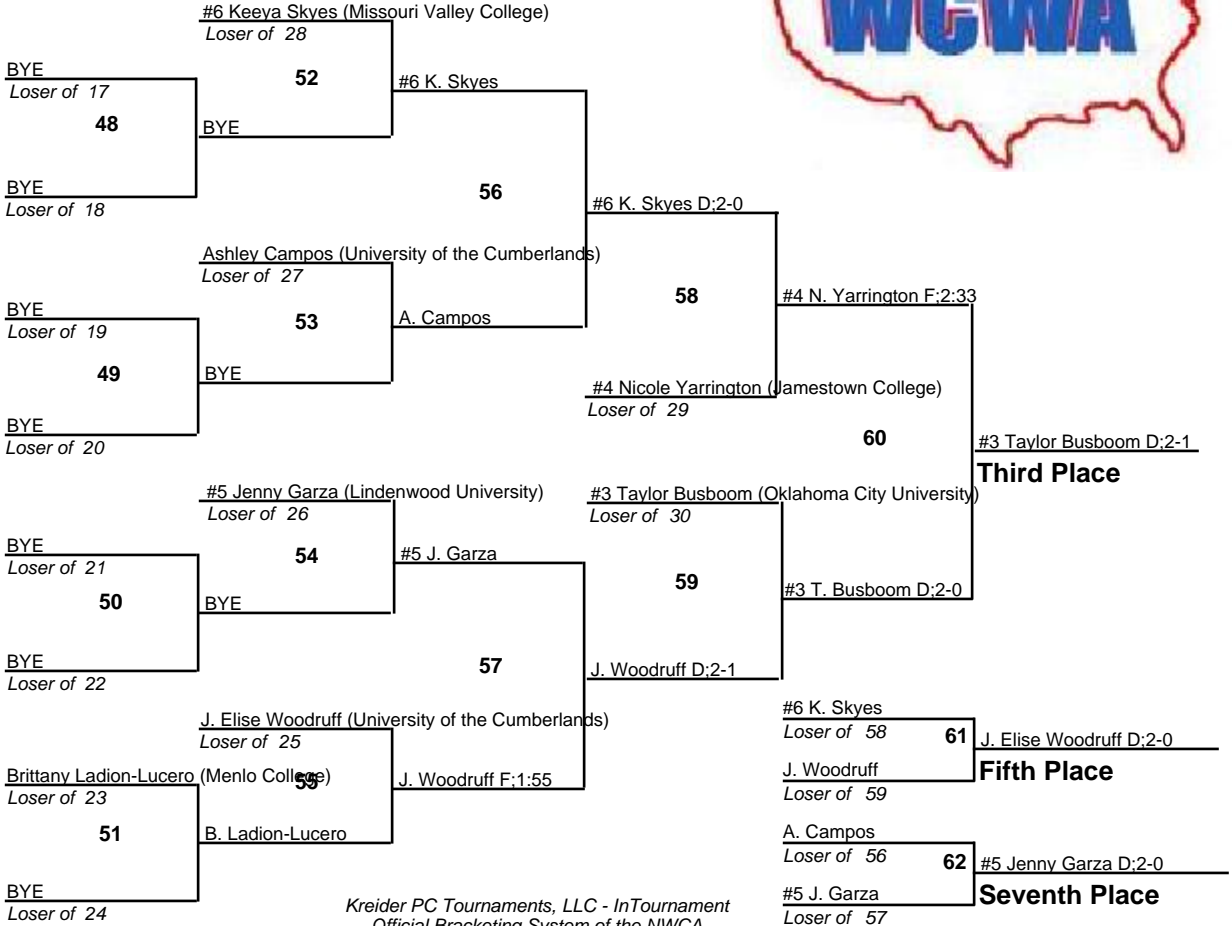 #6 Keeya Skyes (Missouri Valley College)
Loser of 28
WCWA
BYE
Loser of 17
52
#6 K. Skyes
48
BYE
BYE
Loser of 18
56
#6 K. Skyes D;2-0
Ashley Campos (University of the Cumberlands)
Loser of 27
58
#4 N. Yarrington F;2:33
BYE
Loser of 19
53
A. Campos
49
BYE
#4 Nicole Yarrington (Jamestown College)
Loser of 29
BYE
Loser of 20
60
#3 Taylor Busboom D;2-1
Third Place
#5 Jenny Garza (Lindenwood University)
Loser of 26
#3 Taylor Busboom (Oklahoma City University)
Loser of 30
BYE
Loser of 21
54
#5 J. Garza
59
#3 T. Busboom D;2-0
50
BYE
BYE
Loser of 22
57
J. Woodruff D;2-1
J. Elise Woodruff (University of the Cumberlands)
Loser of 25
#6 K. Skyes
Loser of 58
61
J. Elise Woodruff D;2-0
Fifth Place
J. Woodruff
Loser of 59
Brittany Ladion-Lucero (Menlo College)
Loser of 23
55
J. Woodruff F;1:55
51
B. Ladion-Lucero
A. Campos
Loser of 56
62
#5 Jenny Garza D;2-0
Seventh Place
#5 J. Garza
Loser of 57
BYE
Loser of 24
Kreider PC Tournaments, LLC - InTournament
Official Bracketing System of the NWCA